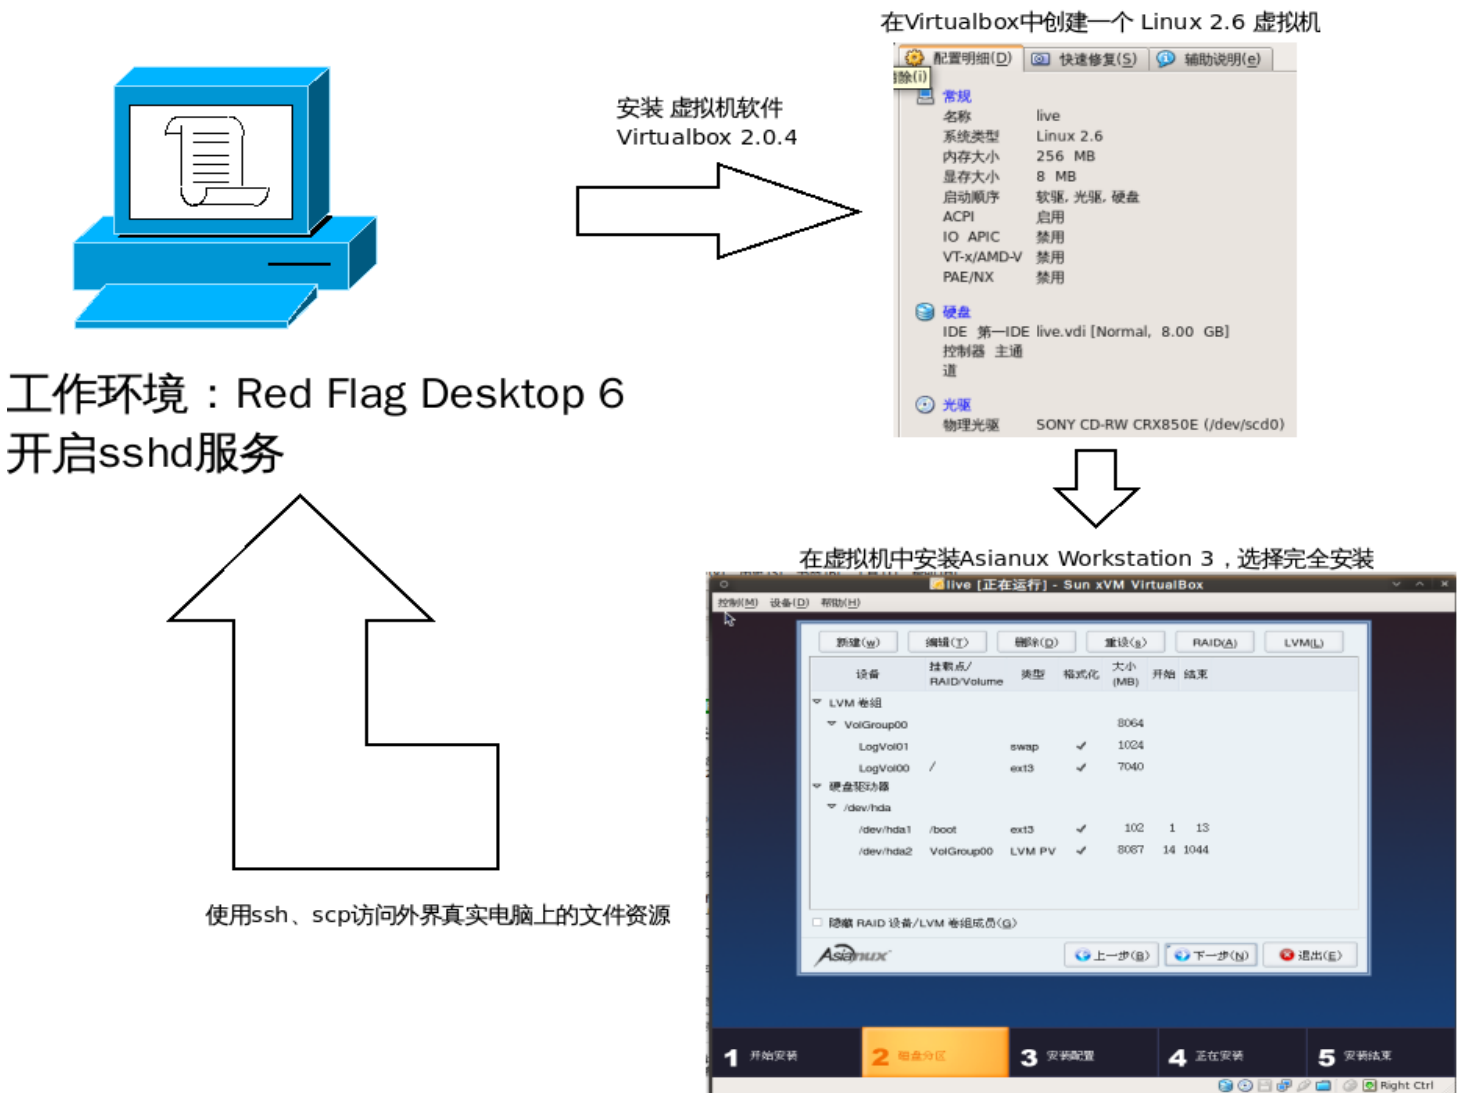 在Virtualbox中创建一个 Linux 2.6 虚拟机
配置明细(D) 快速修复(S) 辅助说明(e)
除(i)
常规
名称 live
系统类型 Linux 2.6
内存大小 256 MB
显存大小 8 MB
启动顺序 软驱, 光驱, 硬盘
ACPI 启用
IO APIC 禁用
VT-x/AMD-V 禁用
PAE/NX 禁用
硬盘
IDE 第一IDE live.vdi [Normal, 8.00 GB]
控制器 主通
道
光驱
物理光驱 SONY CD-RW CRX850E (/dev/scd0)
安装 虚拟机软件
Virtualbox 2.0.4
工作环境：Red Flag Desktop 6
开启sshd服务
在虚拟机中安装Asianux Workstation 3，选择完全安装
live [正在运行] - Sun xVM VirtualBox
控制(M) 设备(D) 帮助(H)
新建(w) 编辑(T) 删除(D) 重设(s) RAID(A) LVM(L)
设备 挂载点/ RAID/Volume 类型 格式化 大小 (MB) 开始 结束
LVM 卷组
VolGroup00 8064
LogVol01 swap ✓ 1024
LogVol00 / ext3 ✓ 7040
硬盘驱动器
/dev/hda
/dev/hda1 /boot ext3 ✓ 102 1 13
/dev/hda2 VolGroup00 LVM PV ✓ 8087 14 1044
隐藏 RAID 设备/LVM 卷组成员(G)
Asianux 上一步(B) 下一步(N) 退出(E)
1 开始安装 2 磁盘分区 3 安装配置 4 正在安装 5 安装结束
Right Ctrl
使用ssh、scp访问外界真实电脑上的文件资源